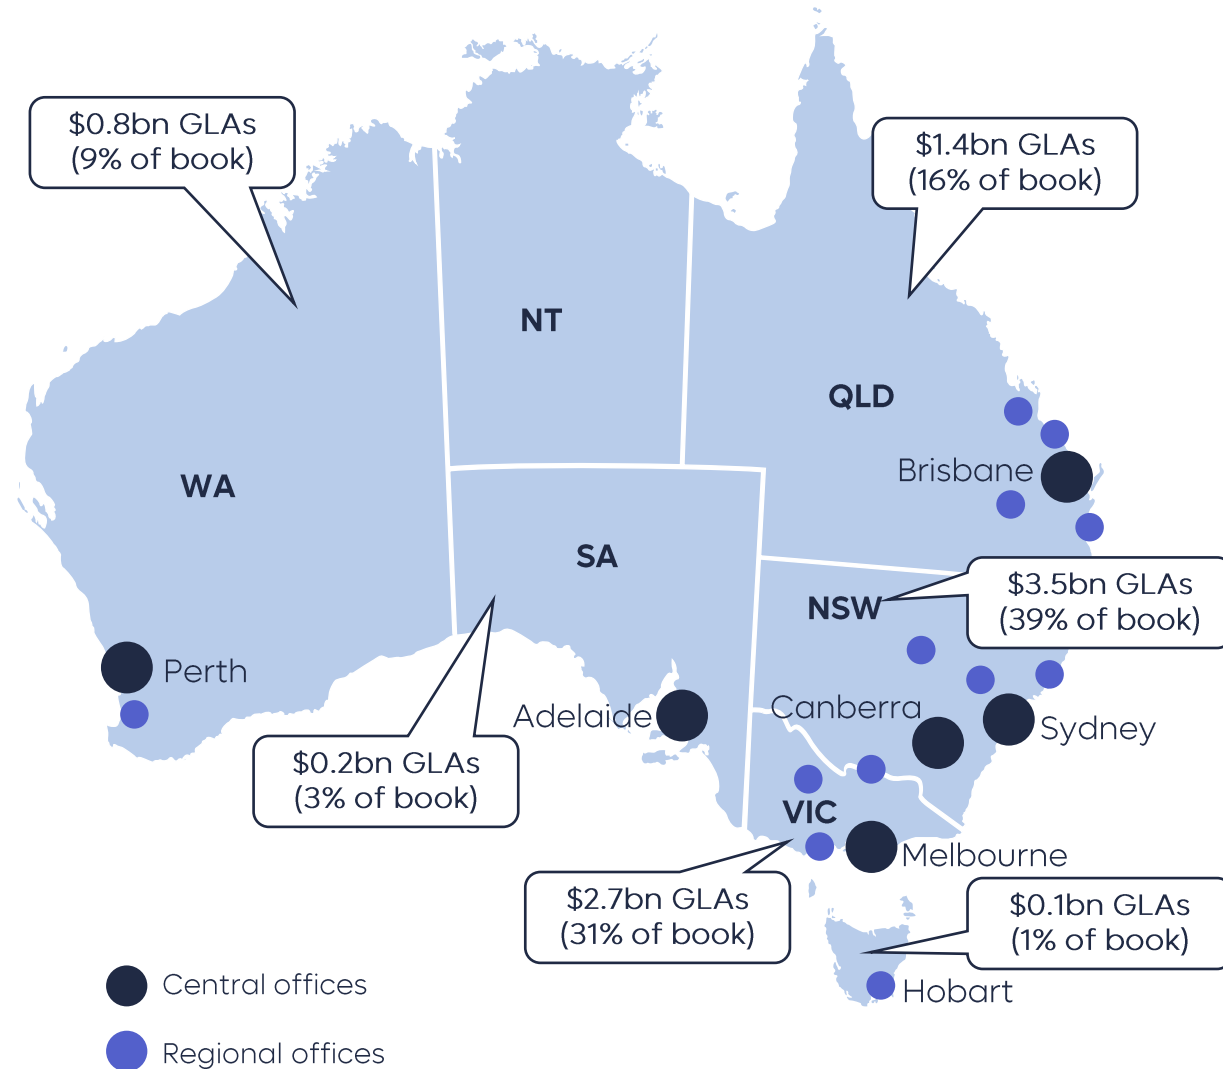 $0.8bn GLAs
(9% of book)
$1.4bn GLAs
(16% of book)
NT
QLD
Brisbane
WA
SA
$3.5bn GLAs
(39% of book)
NSW
Perth
Canberra
Adelaide
Sydney
$0.2bn GLAs
(3% of book)
VIC
Melbourne
$2.7bn GLAs
(31% of book)
$0.1bn GLAs
(1% of book)
Hobart
Central offices
Regional offices